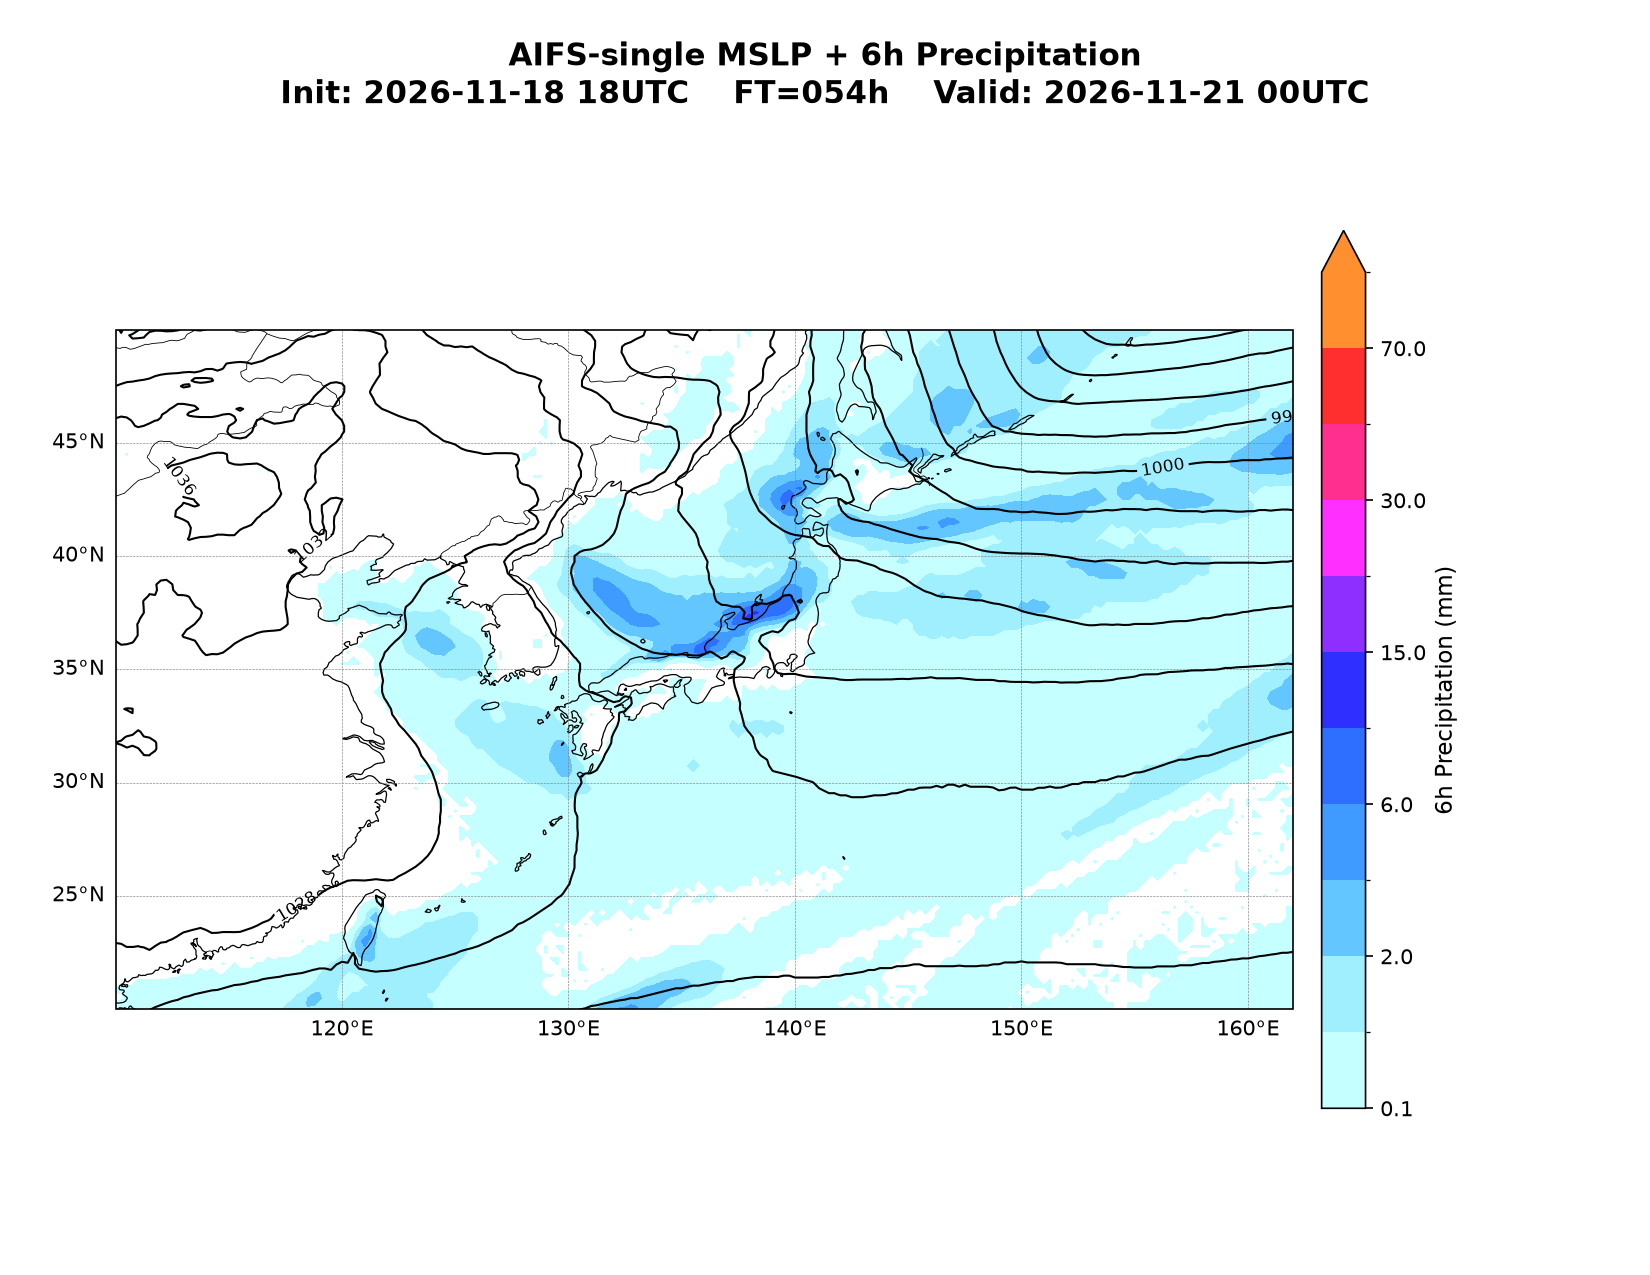 AIFS-single MSLP + 6h Precipitation
Init: 2026-11-18 18UTC    FT=054h    Valid: 2026-11-21 00UTC
45°N
40°N
35°N
30°N
25°N
120°E
130°E
140°E
150°E
160°E
1036
1032
1028
1000
99
70.0
30.0
15.0
6.0
2.0
0.1
6h Precipitation (mm)